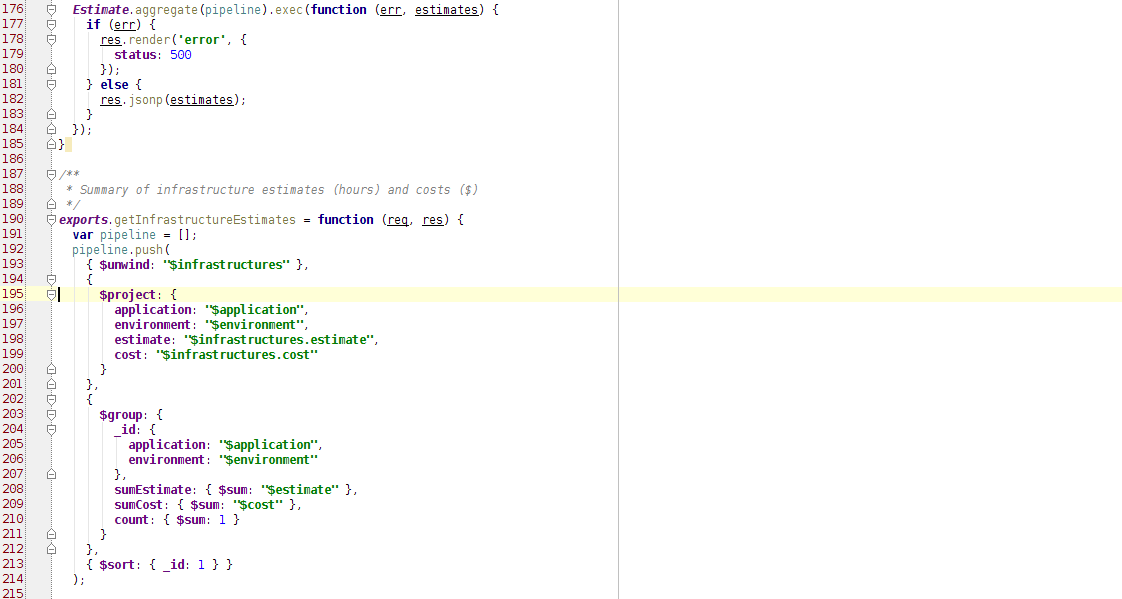 176 Estimate.aggregate(pipeline).exec(function (err, estimates) {
177 if (err) {
178 res.render('error', {
179 status: 500
180 });
181 } else {
182 res.jsonp(estimates);
183 }
184 });
185 }
186
187 /**
188 * Summary of infrastructure estimates (hours) and costs ($)
189 */
190 exports.getInfrastructureEstimates = function (req, res) {
191 var pipeline = [];
192 pipeline.push(
193 { $unwind: "$infrastructures" },
194 {
195 $project: {
196 application: "$application",
197 environment: "$environment",
198 estimate: "$infrastructures.estimate",
199 cost: "$infrastructures.cost"
200 }
201 },
202 {
203 $group: {
204 _id: {
205 application: "$application",
206 environment: "$environment"
207 },
208 sumEstimate: { $sum: "$estimate" },
209 sumCost: { $sum: "$cost" },
210 count: { $sum: 1 }
211 }
212 },
213 { $sort: { _id: 1 } }
214 );
215